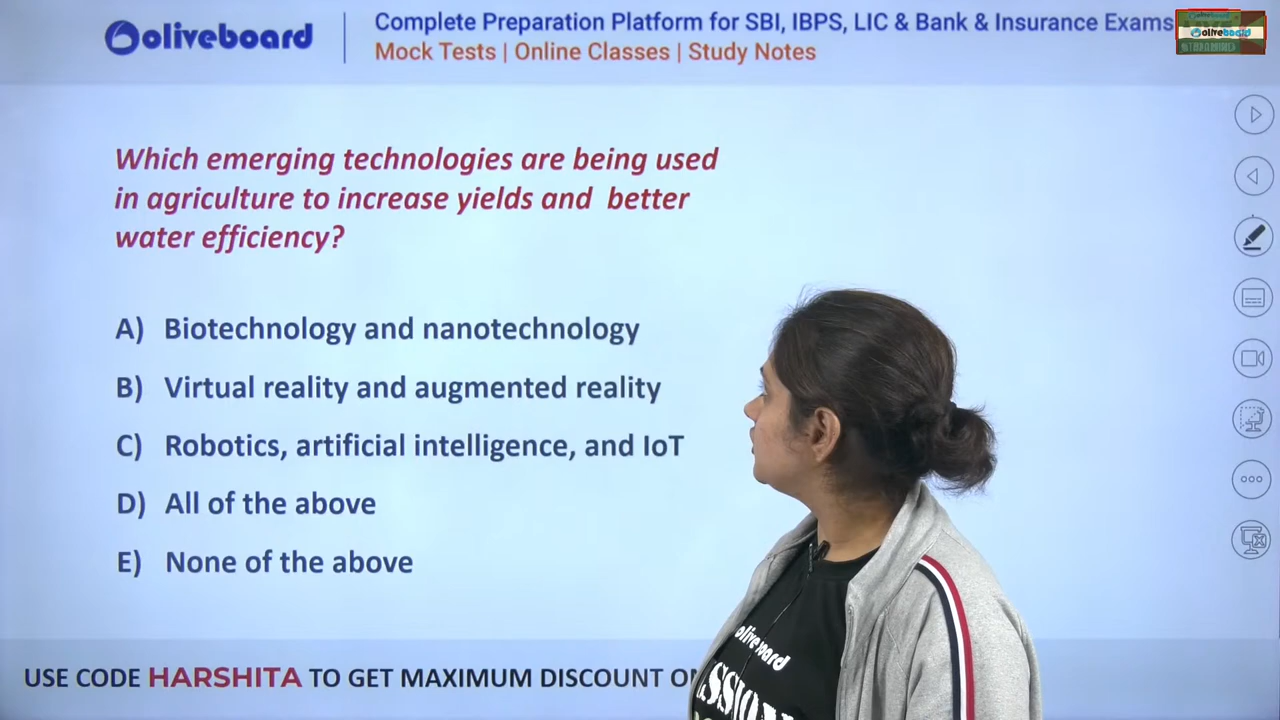 oliveboard
Complete Preparation Platform for SBI, IBPS, LIC & Bank & Insurance Exams
Mock Tests | Online Classes | Study Notes
oliveboard
Which emerging technologies are being used
in agriculture to increase yields and better
water efficiency?
A) Biotechnology and nanotechnology
B) Virtual reality and augmented reality
C) Robotics, artificial intelligence, and IoT
D) All of the above
E) None of the above
oliveboard
USE CODE HARSHITA TO GET MAXIMUM DISCOUNT